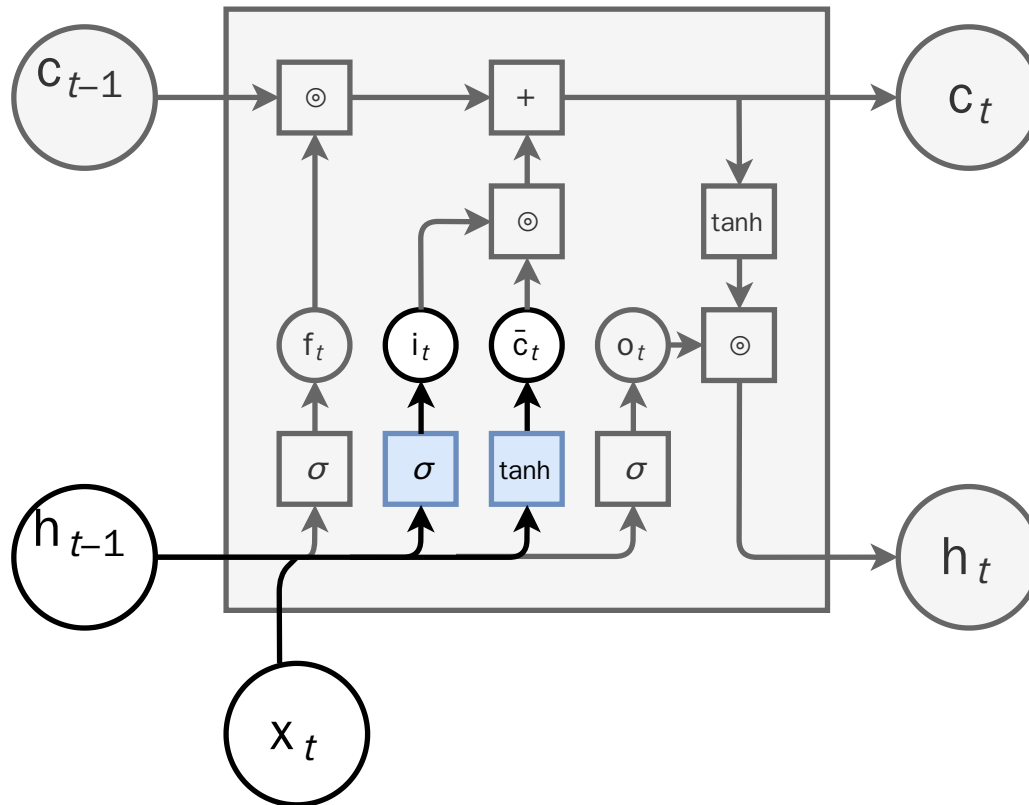 c t−1
⊚
+
c t
⊚
tanh
f t
i t
c̄ t
o t
⊚
σ
σ
tanh
σ
h t−1
h t
x t